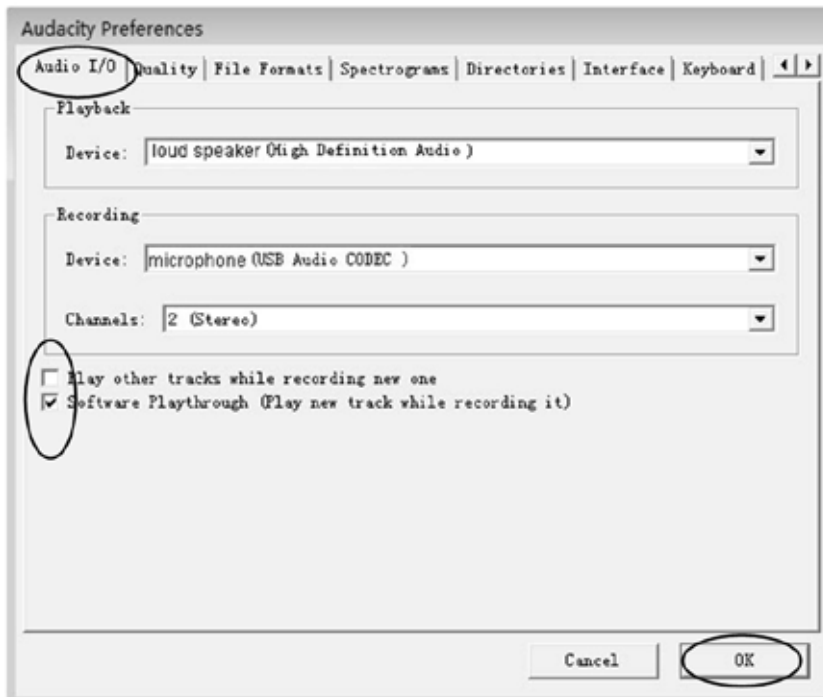 Audacity Preferences
Audio I/O Quality File Formats Spectrograms Directories Interface Keyboard
Playback
Device: loud speaker (High Definition Audio )
Recording
Device: microphone (USB Audio CODEC )
Channels: 2 (Stereo)
Play other tracks while recording new one
Software Playthrough (Play new track while recording it)
Cancel OK